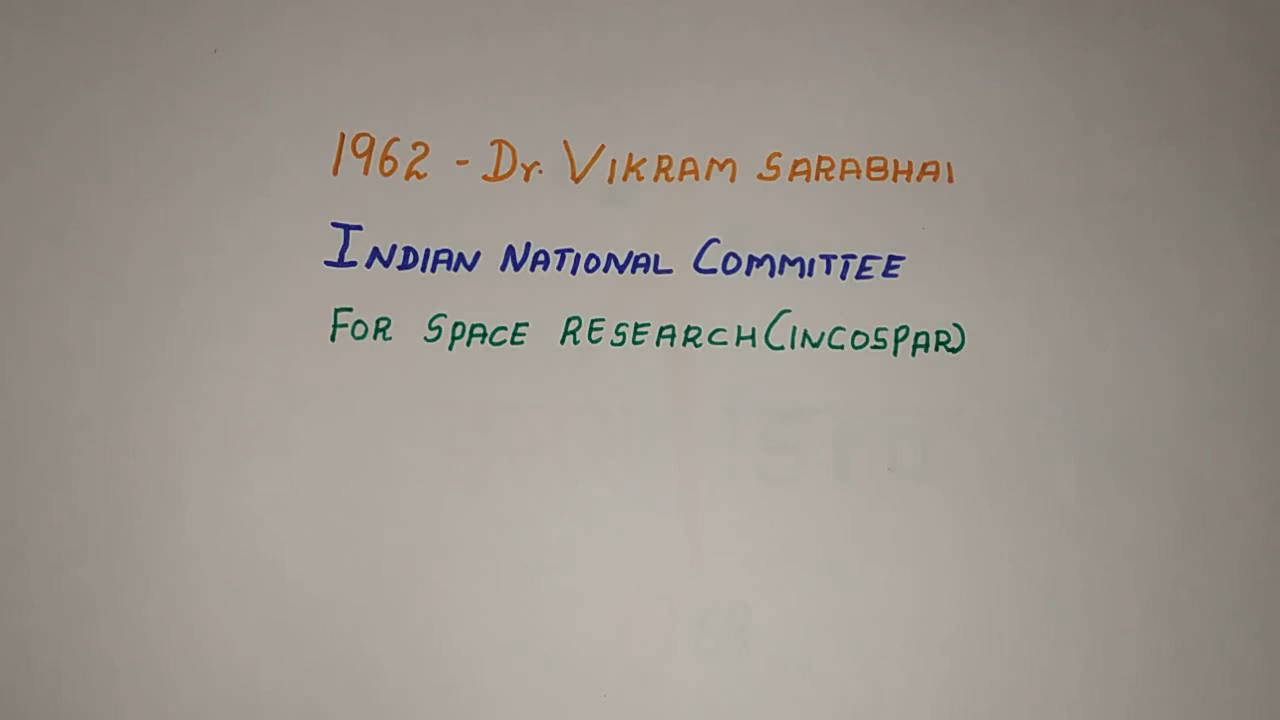 1962 - Dr. VIKRAM SARABHAI
INDIAN NATIONAL COMMITTEE
FOR SPACE RESEARCH (INCOSPAR)